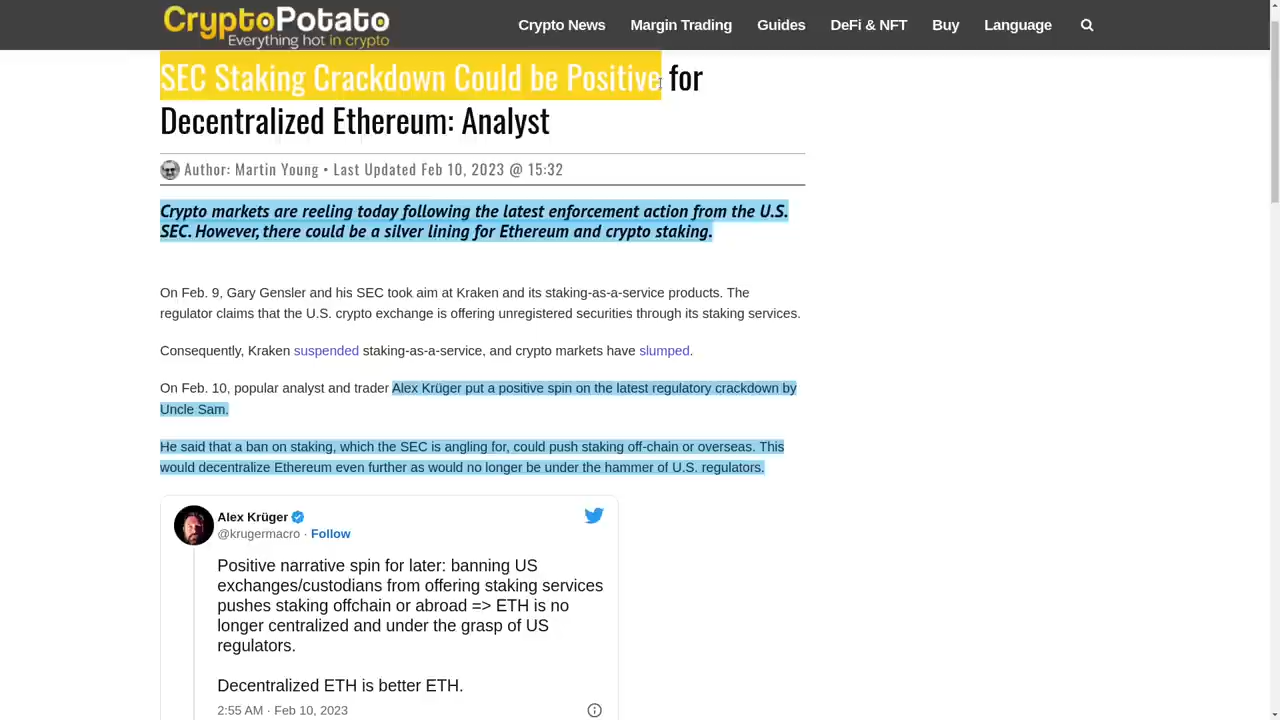 CryptoPotato
Everything hot in crypto
Crypto News Margin Trading Guides DeFi & NFT Buy Language
SEC Staking Crackdown Could be Positive for
Decentralized Ethereum: Analyst
Author: Martin Young • Last Updated Feb 10, 2023 @ 15:32
Crypto markets are reeling today following the latest enforcement action from the U.S.
SEC. However, there could be a silver lining for Ethereum and crypto staking.
On Feb. 9, Gary Gensler and his SEC took aim at Kraken and its staking-as-a-service products. The
regulator claims that the U.S. crypto exchange is offering unregistered securities through its staking services.
Consequently, Kraken suspended staking-as-a-service, and crypto markets have slumped.
On Feb. 10, popular analyst and trader Alex Krüger put a positive spin on the latest regulatory crackdown by
Uncle Sam.
He said that a ban on staking, which the SEC is angling for, could push staking off-chain or overseas. This
would decentralize Ethereum even further as would no longer be under the hammer of U.S. regulators.
Alex Krüger
@krugermacro · Follow
Positive narrative spin for later: banning US
exchanges/custodians from offering staking services
pushes staking offchain or abroad => ETH is no
longer centralized and under the grasp of US
regulators.
Decentralized ETH is better ETH.
2:55 AM · Feb 10, 2023